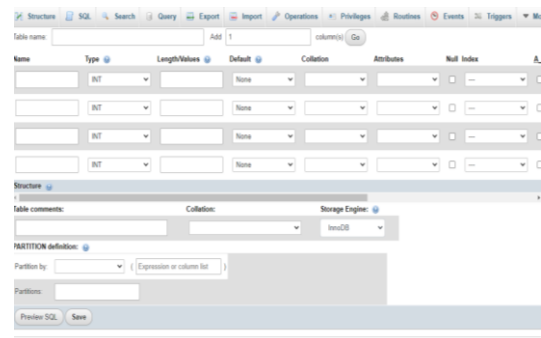 Structure SQL Search Query Export Import Operations Privileges Routines Events Triggers
Table name: Add 1 column(s) Go
Name Type Length/Values Default Collation Attributes Null Index
INT None ---
INT None ---
INT None ---
INT None ---
Structure
Table comments: Collation: Storage Engine:
InnoDB
PARTITION definition:
Partition by: ( Expression or column list )
Partitions:
Preview SQL Save